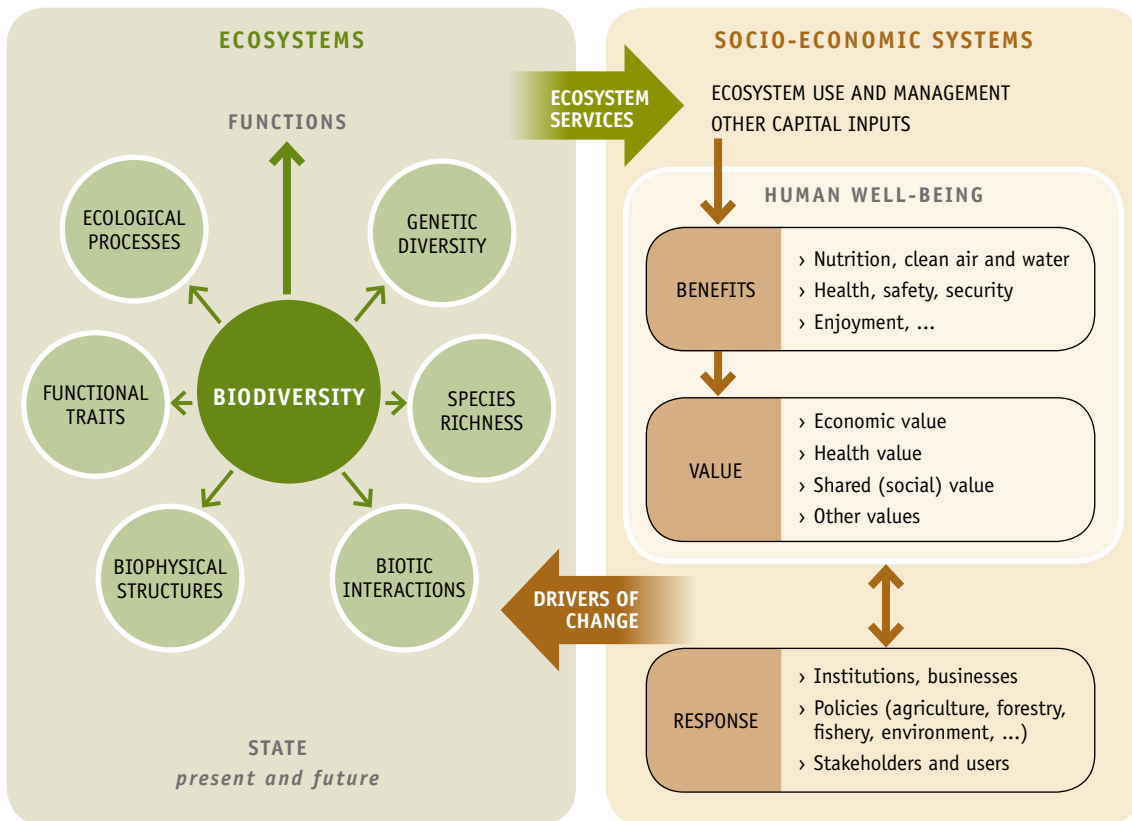 ECOSYSTEMS
FUNCTIONS
ECOLOGICAL
PROCESSES
GENETIC
DIVERSITY
FUNCTIONAL
TRAITS
BIODIVERSITY
SPECIES
RICHNESS
BIOPHYSICAL
STRUCTURES
BIOTIC
INTERACTIONS
STATE
present and future
ECOSYSTEM
SERVICES
DRIVERS OF
CHANGE
SOCIO-ECONOMIC SYSTEMS
ECOSYSTEM USE AND MANAGEMENT
OTHER CAPITAL INPUTS
HUMAN WELL-BEING
BENEFITS
› Nutrition, clean air and water
› Health, safety, security
› Enjoyment, ...
VALUE
› Economic value
› Health value
› Shared (social) value
› Other values
RESPONSE
› Institutions, businesses
› Policies (agriculture, forestry,
fishery, environment, ...)
› Stakeholders and users